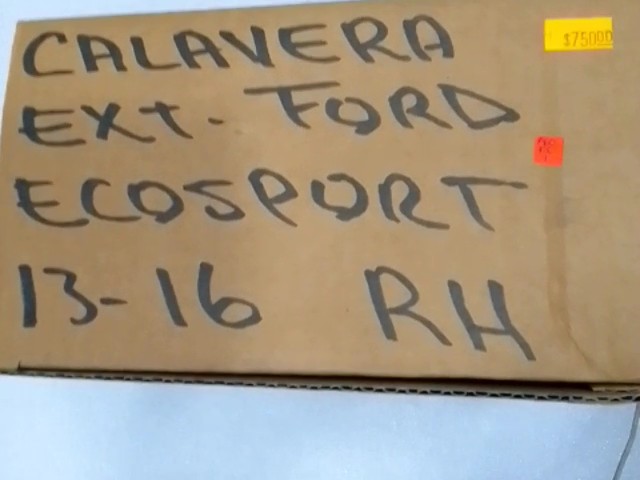 CALAVERA
$75000
EXT. FORD
ECOSPORT
13-16 RH